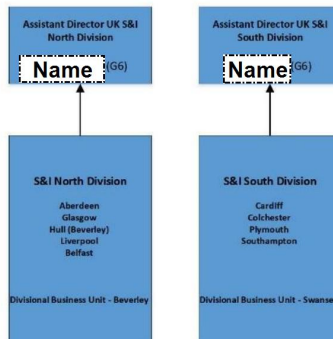 Assistant Director UK S&I
North Division
Name (G6)
S&I North Division
Aberdeen
Glasgow
Hull (Beverley)
Liverpool
Belfast
Divisional Business Unit - Beverley
Assistant Director UK S&I
South Division
Name (G6)
S&I South Division
Cardiff
Colchester
Plymouth
Southampton
Divisional Business Unit - Swanse